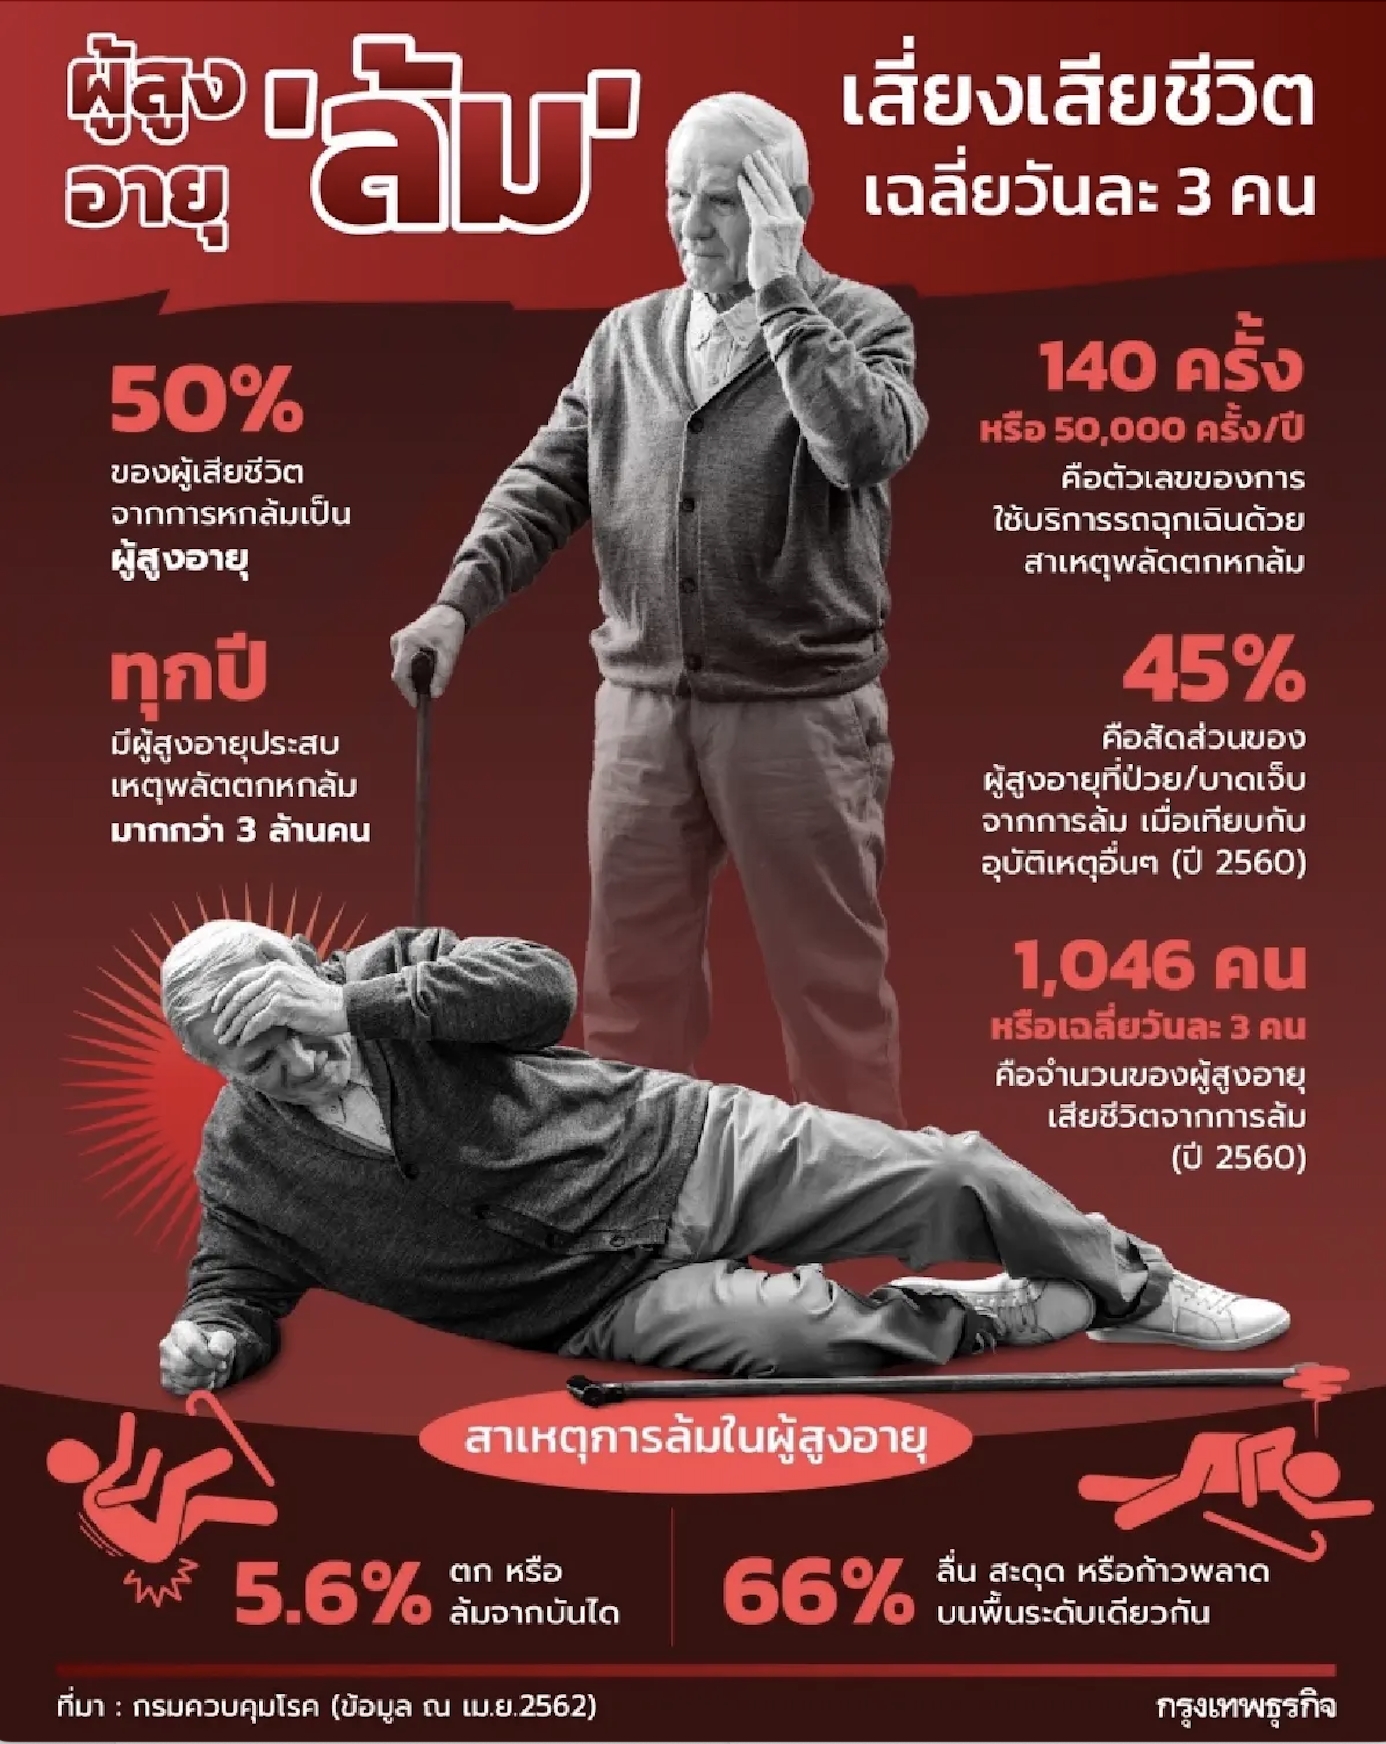 ผู้สูง
อายุ
'ล้ม'
เสี่ยงเสียชีวิต
เฉลี่ยวันละ 3 คน
50%
ของผู้เสียชีวิต
จากการหกล้มเป็น
ผู้สูงอายุ
ทุกปี
มีผู้สูงอายุประสบ
เหตุพลัตตกหกล้ม
มากกว่า 3 ล้านคน
140 ครั้ง
หรือ 50,000 ครั้ง/ปี
คือตัวเลขของการ
ใช้บริการรถฉุกเฉินด้วย
สาเหตุพลัดตกหกล้ม
45%
คือสัดส่วนของ
ผู้สูงอายุที่ป่วย/บาดเจ็บ
จากการล้ม เมื่อเทียบกับ
อุบัติเหตุอื่นๆ (ปี 2560)
1,046 คน
หรือเฉลี่ยวันละ 3 คน
คือจำนวนของผู้สูงอายุ
เสียชีวิตจากการล้ม
(ปี 2560)
สาเหตุการล้มในผู้สูงอายุ
5.6%
ตก หรือ
ล้มจากบันได
66%
ลื่น สะดุด หรือก้าวพลาด
บนพื้นระดับเดียวกัน
ที่มา : กรมควบคุมโรค (ข้อมูล ณ เม.ย.2562)
กรุงเทพธุรกิจ